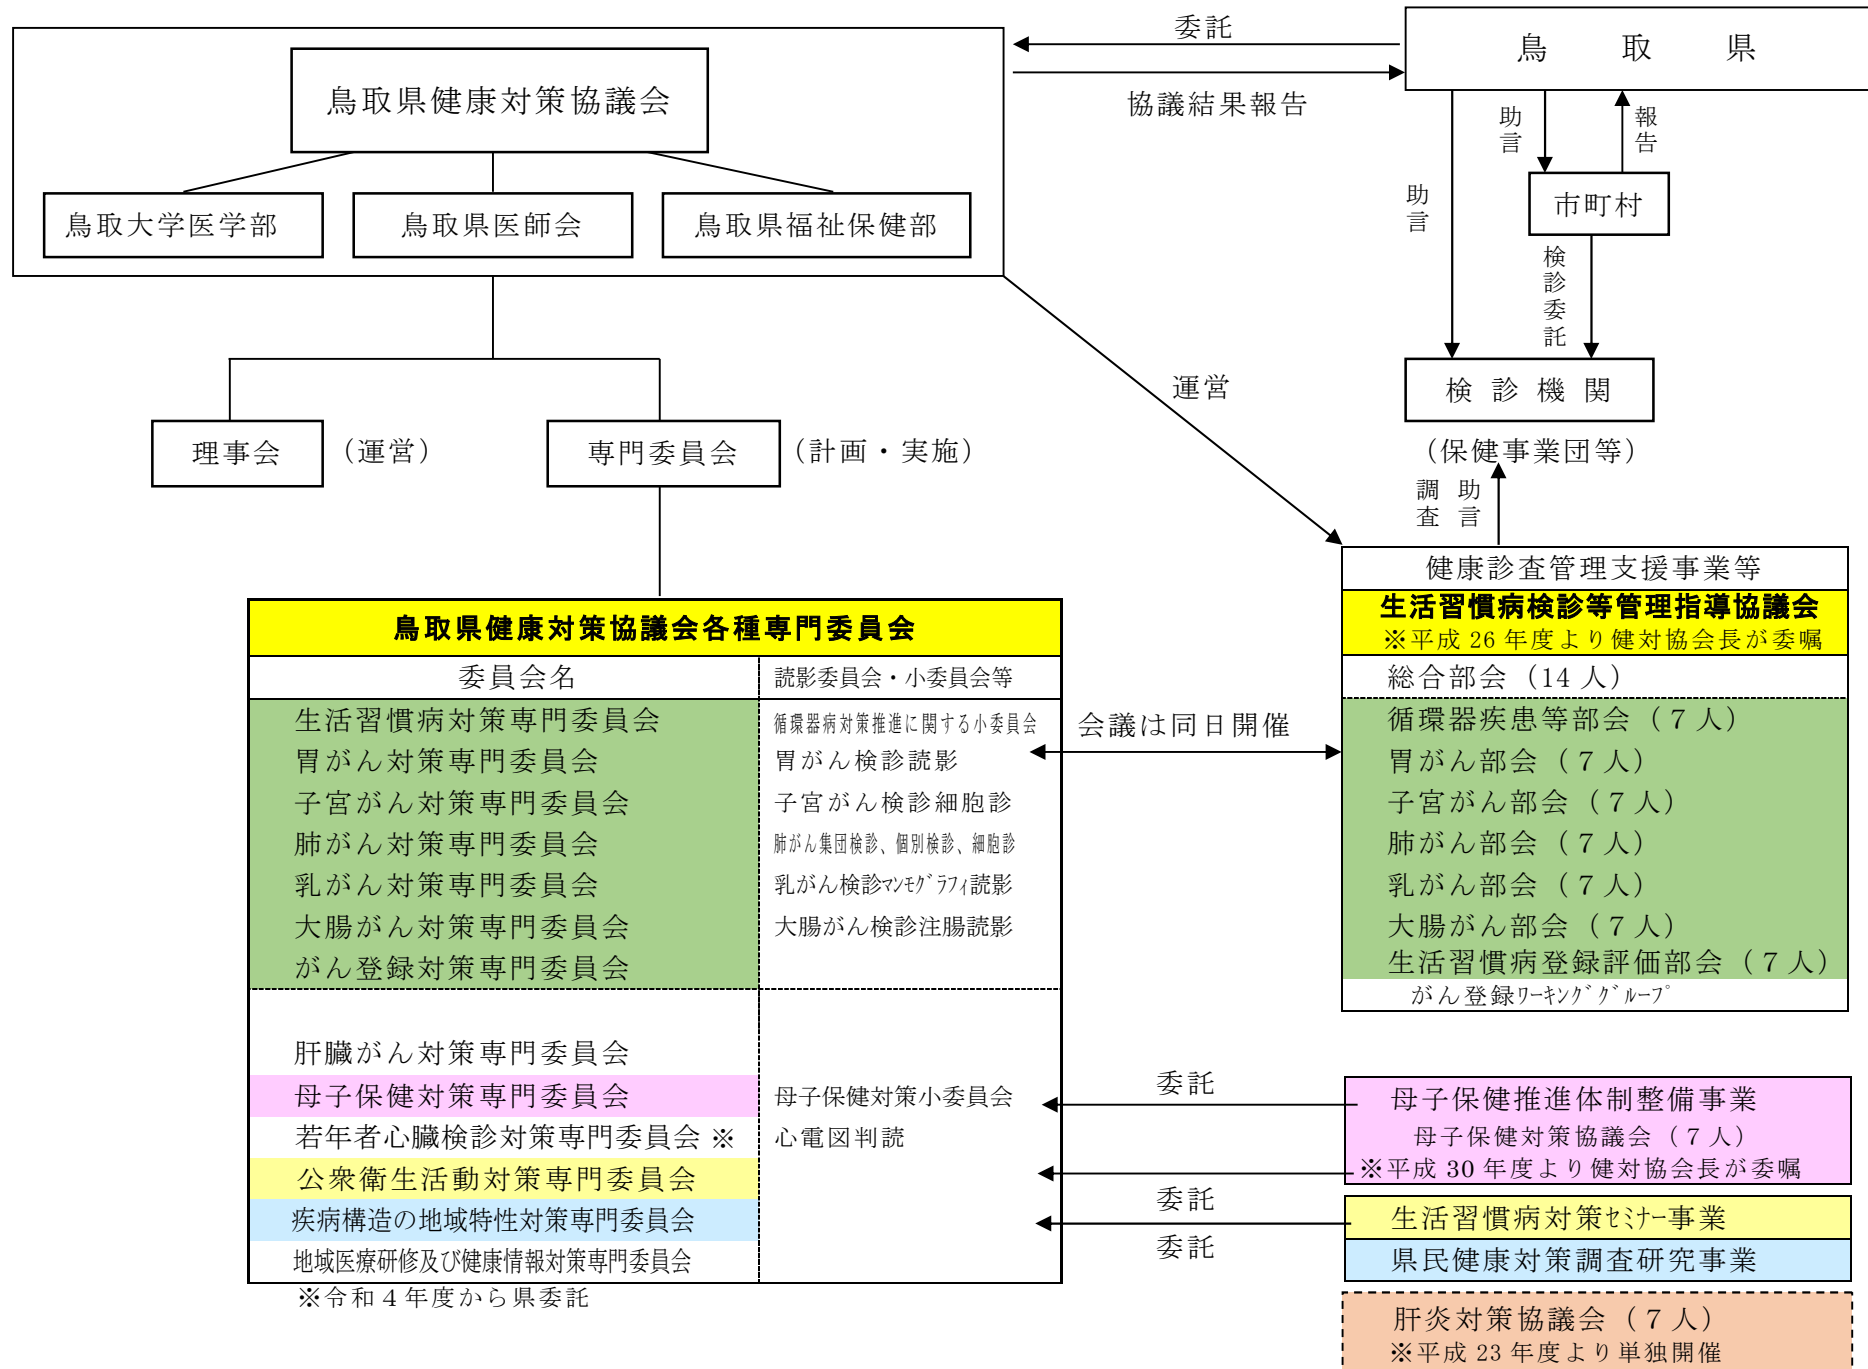 委託
鳥取県
鳥取県健康対策協議会
協議結果報告
助言
報告
助言
鳥取大学医学部
鳥取県医師会
鳥取県福祉保健部
市町村
検診委託
運営
検診機関
理事会
（運営）
専門委員会
（計画・実施）
（保健事業団等）
調査
助言
健康診査管理支援事業等
生活習慣病検診等管理指導協議会
※平成 26 年度より健対協会長が委嘱
総合部会（14 人）
循環器疾患等部会（７人）
胃がん部会（７人）
子宮がん部会（７人）
肺がん部会（７人）
乳がん部会（７人）
大腸がん部会（７人）
生活習慣病登録評価部会（７人）
がん登録ﾜｰｷﾝｸﾞｸﾞﾙｰﾌﾟ
鳥取県健康対策協議会各種専門委員会
委員会名
読影委員会・小委員会等
生活習慣病対策専門委員会
循環器病対策推進に関する小委員会
会議は同日開催
胃がん対策専門委員会
胃がん検診読影
子宮がん対策専門委員会
子宮がん検診細胞診
肺がん対策専門委員会
肺がん集団検診、個別検診、細胞診
乳がん対策専門委員会
乳がん検診ﾏﾝﾓｸﾞﾗﾌｨ読影
大腸がん対策専門委員会
大腸がん検診注腸読影
がん登録対策専門委員会
肝臓がん対策専門委員会
母子保健対策専門委員会
母子保健対策小委員会
若年者心臓検診対策専門委員会※
心電図判読
公衆衛生活動対策専門委員会
疾病構造の地域特性対策専門委員会
地域医療研修及び健康情報対策専門委員会
※令和４年度から県委託
委託
委託
委託
母子保健推進体制整備事業
母子保健対策協議会（７人）
※平成 30 年度より健対協会長が委嘱
生活習慣病対策ｾﾐﾅｰ事業
県民健康対策調査研究事業
肝炎対策協議会（７人）
※平成 23 年度より単独開催